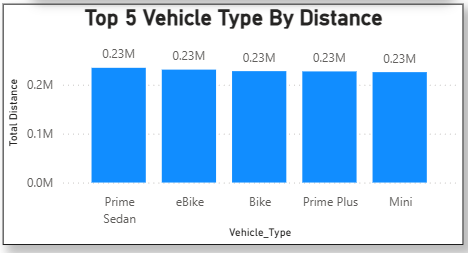 Top 5 Vehicle Type By Distance
0.23M 0.23M 0.23M 0.23M 0.23M
0.2M
0.1M
0.0M
Total Distance
Prime Sedan eBike Bike Prime Plus Mini
Vehicle_Type